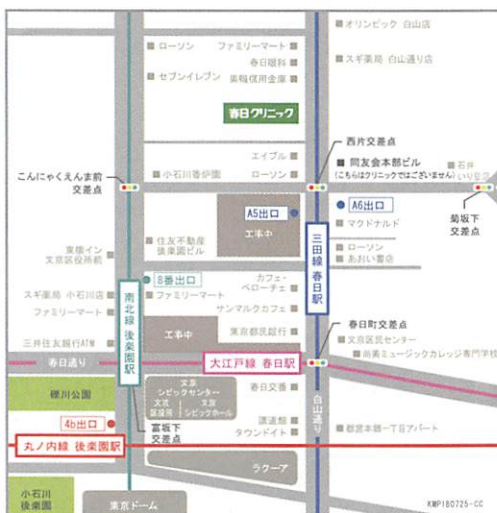 オリンピック 白山店
ローソン
ファミリーマート
春日眼科
スギ薬局 白山通り店
セブンイレブン
巣鴨信用金庫
春日クリニック
西片交差点
エイブル
同友会本部ビル
(こちらはクリニックではございません)
こんにゃくえんま前
交差点
小石川香炉園
ローソン
石井
いり豆店
菊坂下
交差点
A5出口
A6出口
工事中
マクドナルド
三田線 春日駅
住友不動産
後楽園ビル
ローソン
あおい書店
東横イン
文京区役所前
8番出口
カフェ・
ベローチェ
スギ薬局 小石川店
ファミリーマート
ファミリーマート
サンマルクカフェ
南北線 後楽園駅
工事中
東京都民銀行
春日町交差点
三井住友銀行ATM
文京区民センター
尚美ミュージックカレッジ専門学校
春日通り
大江戸線 春日駅
礫川公園
文京
シビックセンター
文京
区役所
文京
シビックホール
春日交番
白山通り
4b出口
富坂下
交差点
講道館
タウンドイト
都営本郷一丁目アパート
丸ノ内線 後楽園駅
ラクーア
小石川
後楽園
東京ドーム
KMP180725-CC